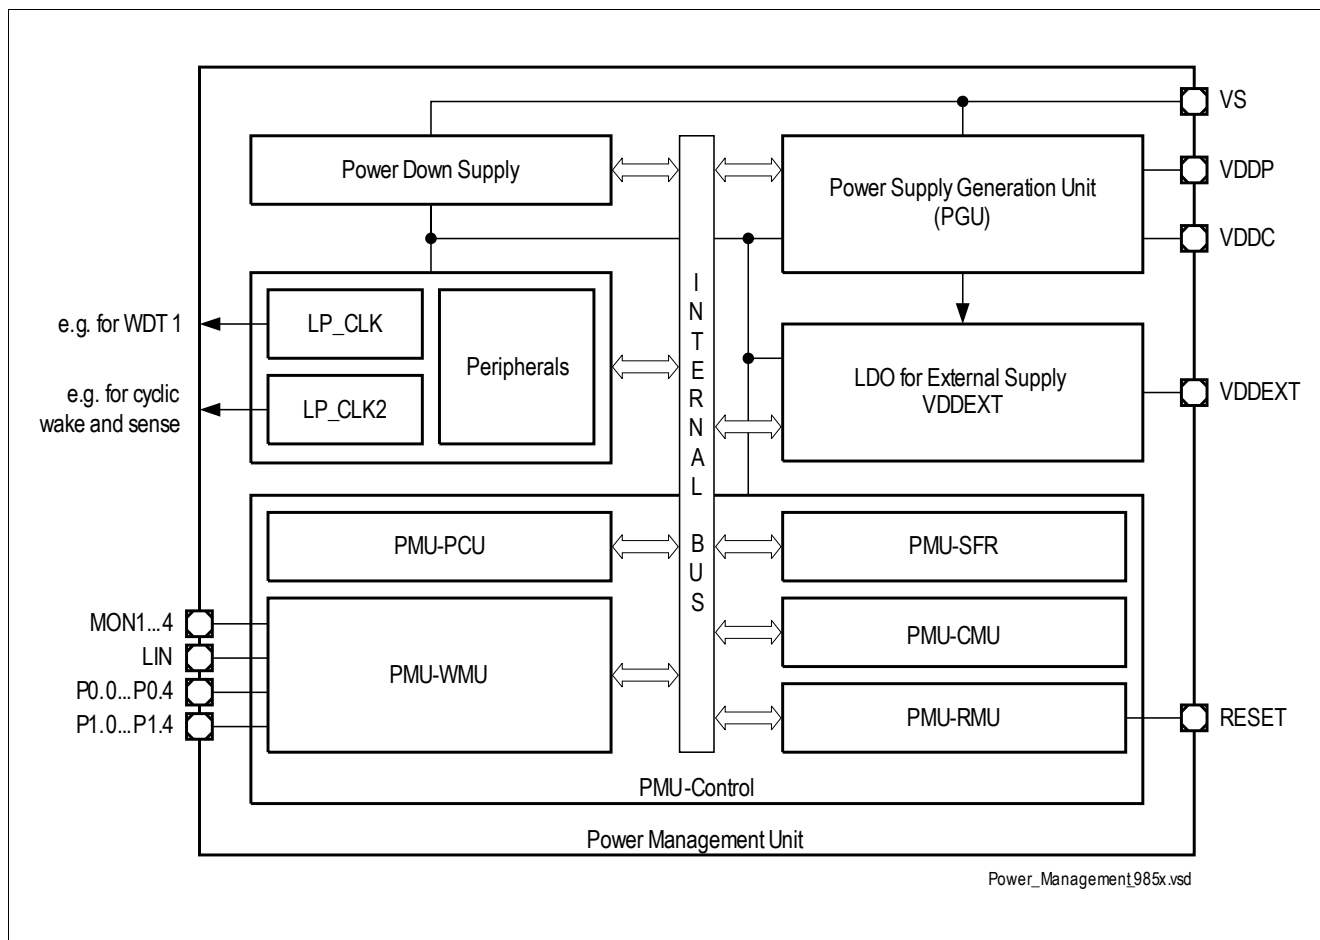 VS
Power Down Supply
Power Supply Generation Unit
(PGU)
VDDP
VDDC
INTERNAL BUS
e.g. for WDT 1
LP_CLK
Peripherals
LDO for External Supply
VDDEXT
VDDEXT
e.g. for cyclic
wake and sense
LP_CLK2
PMU-PCU
PMU-SFR
MON1...4
LIN
P0.0...P0.4
P1.0...P1.4
PMU-WMU
PMU-CMU
PMU-RMU
RESET
PMU-Control
Power Management Unit
Power_Management_985x.vsd